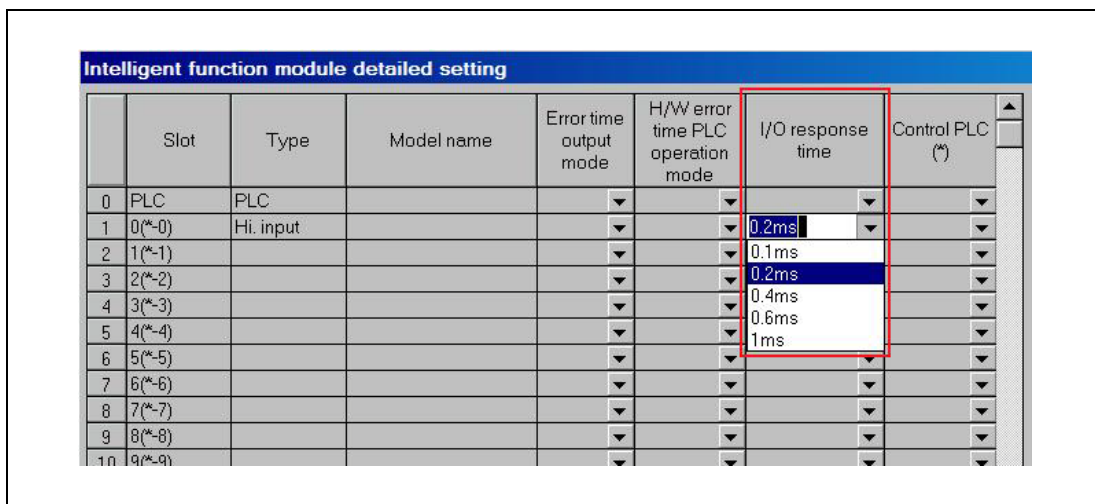 Intelligent function module detailed setting
Slot Type Model name Error time output mode H/W error time PLC operation mode I/O response time Control PLC (*)
0 PLC PLC
1 0(*-0) Hi. input 0.2ms
2 1(*-1) 0.1ms
3 2(*-2) 0.2ms
4 3(*-3) 0.4ms
5 4(*-4) 0.6ms
1ms
6 5(*-5)
7 6(*-6)
8 7(*-7)
9 8(*-8)
10 9(*-9)